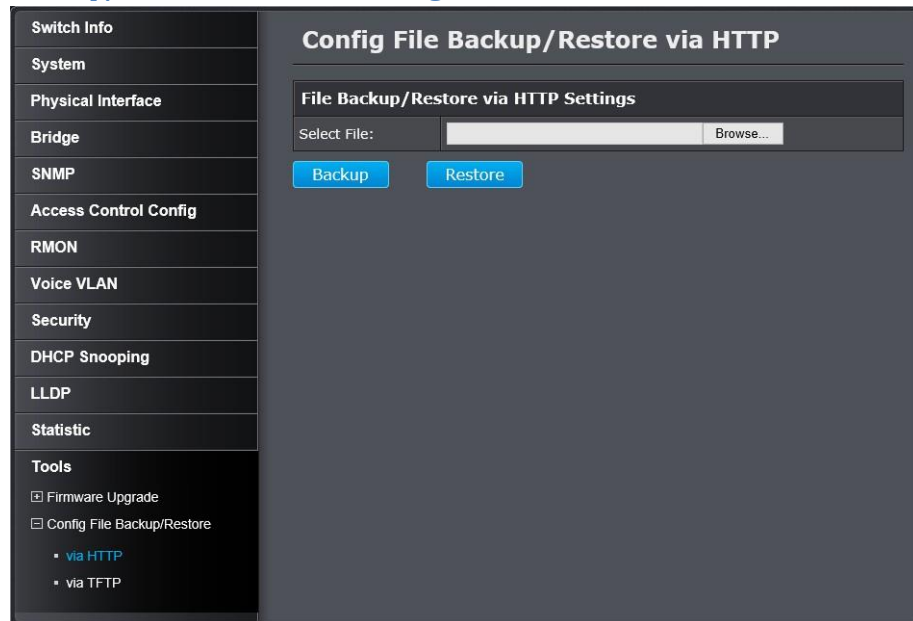 Switch Info
System
Physical Interface
Bridge
SNMP
Access Control Config
RMON
Voice VLAN
Security
DHCP Snooping
LLDP
Statistic
Tools
Firmware Upgrade
Config File Backup/Restore
via HTTP
via TFTP
Config File Backup/Restore via HTTP
File Backup/Restore via HTTP Settings
Select File: Browse...
Backup Restore